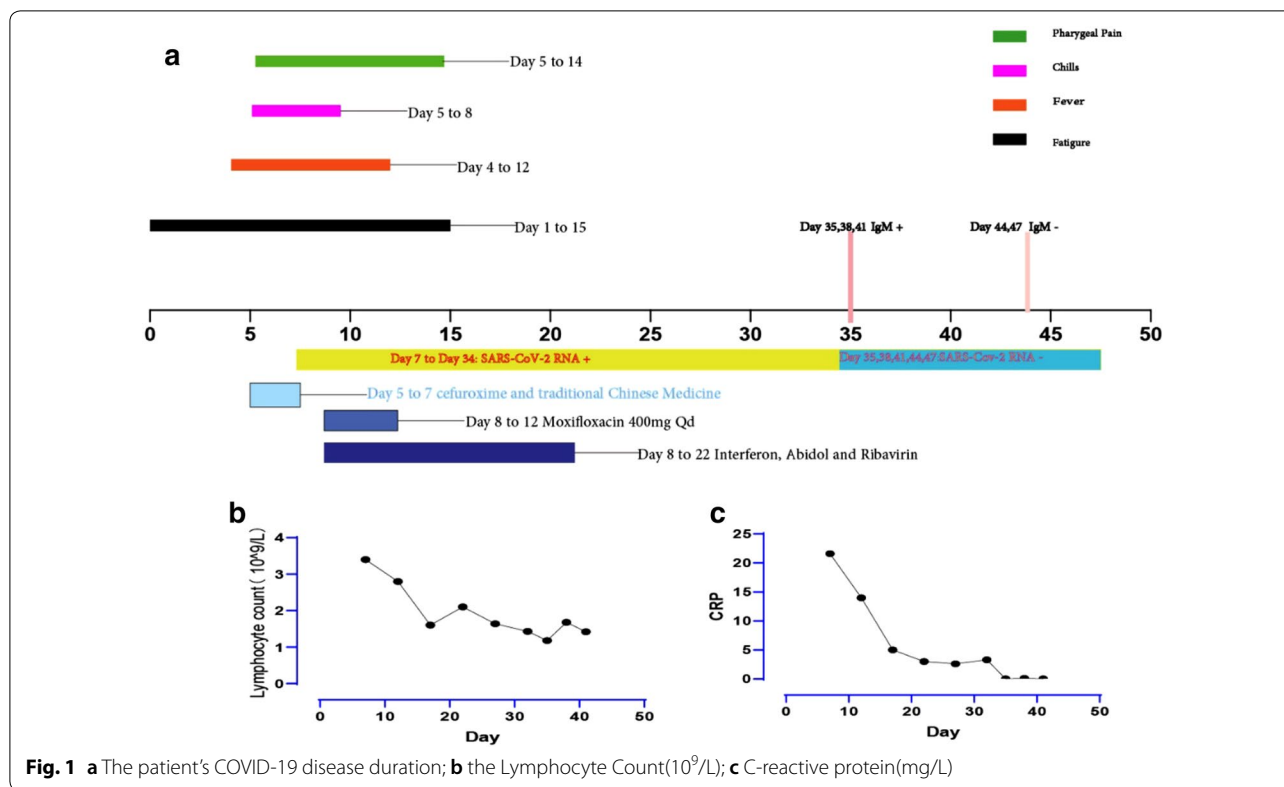 a
Pharygeal Pain
Day 5 to 14
Chills
Day 5 to 8
Fever
Day 4 to 12
Fatigure
Day 1 to 15
Day 35,38,41 IgM +
Day 44,47 IgM -
0 5 10 15 20 25 30 35 40 45 50
Day 7 to Day 34: SARS-CoV-2 RNA +
Day 35,38,41,44,47 SARS-Cov-2 RNA -
Day 5 to 7 cefuroxime and traditional Chinese Medicine
Day 8 to 12 Moxifloxacin 400mg Qd
Day 8 to 22 Interferon, Abidol and Ribavirin
b
Lymphocyte count( 10^9/L)
4
3
2
1
0
0 10 20 30 40 50
Day
c
CRP
25
20
15
10
5
0
0 10 20 30 40 50
Day
Fig. 1 a The patient's COVID-19 disease duration; b the Lymphocyte Count(10⁹/L); c C-reactive protein(mg/L)